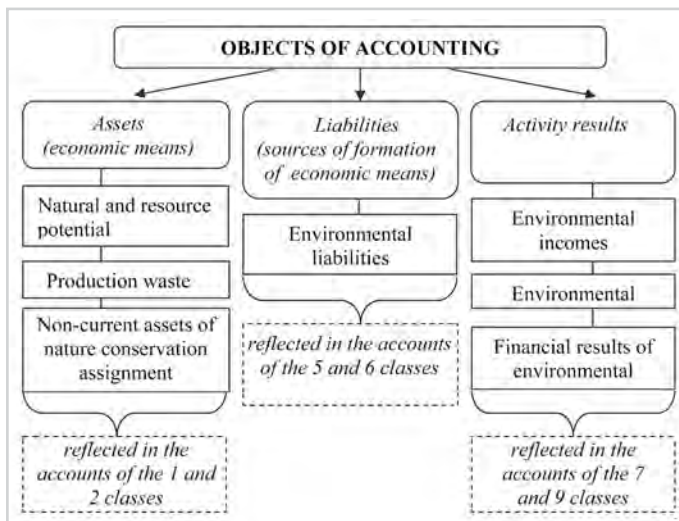 OBJECTS OF ACCOUNTING
Assets
(economic means)
Natural and resource
potential
Production waste
Non-current assets of
nature conservation
assignment
reflected in the
accounts of the 1 and
2 classes
Liabilities
(sources of formation
of economic means)
Environmental
liabilities
reflected in the accounts
of the 5 and 6 classes
Activity results
Environmental
incomes
Environmental
Financial results of
environmental
reflected in the
accounts of the 7
and 9 classes